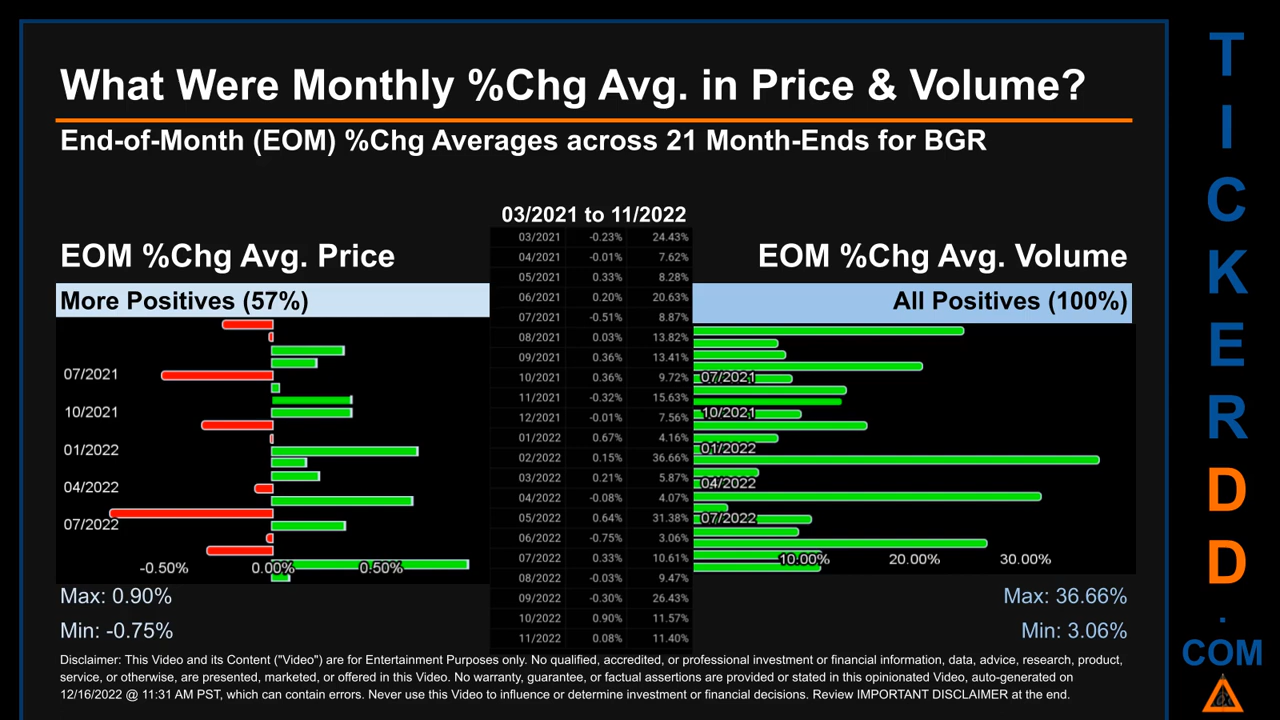 What Were Monthly %Chg Avg. in Price & Volume?
End-of-Month (EOM) %Chg Averages across 21 Month-Ends for BGR
03/2021 to 11/2022
EOM %Chg Avg. Price
EOM %Chg Avg. Volume
More Positives (57%)
All Positives (100%)
03/2021 -0.23% 24.43%
04/2021 -0.01% 7.62%
05/2021 0.33% 8.28%
06/2021 0.20% 20.63%
07/2021 -0.51% 8.87%
08/2021 0.03% 13.82%
09/2021 0.36% 13.41%
10/2021 0.36% 9.72%
11/2021 -0.32% 15.63%
12/2021 -0.01% 7.56%
01/2022 0.67% 4.16%
02/2022 0.15% 36.66%
03/2022 0.21% 5.87%
04/2022 -0.08% 4.07%
05/2022 0.64% 31.38%
06/2022 -0.75% 3.06%
07/2022 0.33% 10.61%
08/2022 -0.03% 9.47%
09/2022 -0.30% 26.43%
10/2022 0.90% 11.57%
11/2022 0.08% 11.40%
07/2021
10/2021
01/2022
04/2022
07/2022
-0.50% 0.00% 0.50%
07/2021
10/2021
01/2022
04/2022
07/2022
10.00% 20.00% 30.00%
Max: 0.90%
Min: -0.75%
Max: 36.66%
Min: 3.06%
Disclaimer: This Video and its Content ("Video") are for Entertainment Purposes only. No qualified, accredited, or professional investment or financial information, data, advice, research, product,
service, or otherwise, are presented, marketed, or offered in this Video. No warranty, guarantee, or factual assertions are provided or stated in this opinionated Video, auto-generated on
12/16/2022 @ 11:31 AM PST, which can contain errors. Never use this Video to influence or determine investment or financial decisions. Review IMPORTANT DISCLAIMER at the end.
T
I
C
K
E
R
D
D
.
COM